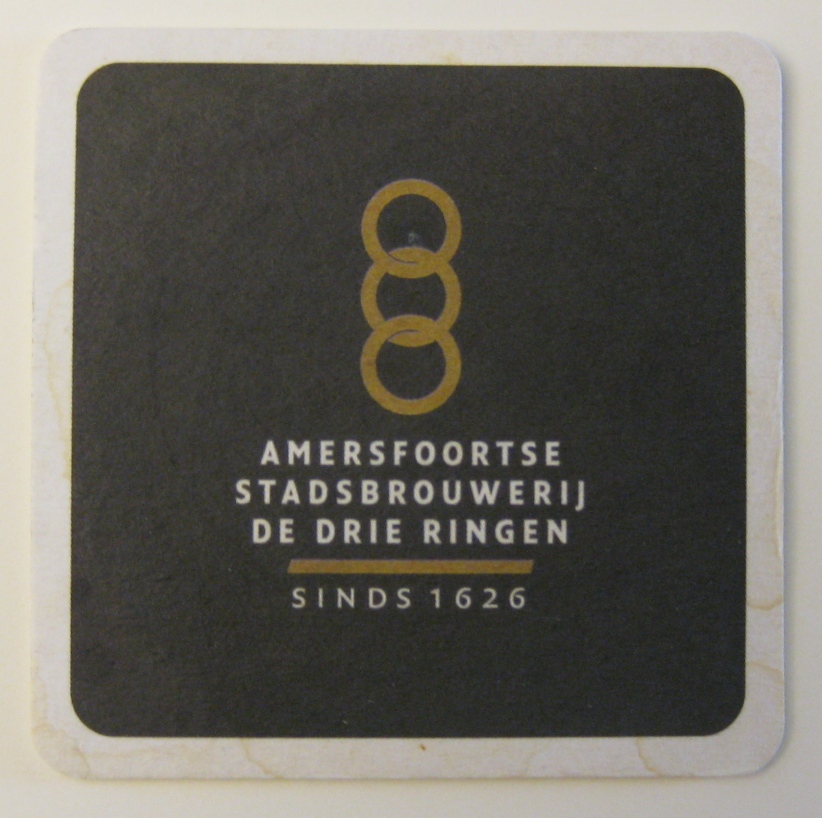 AMERSFOORTSE
STADSBROUWERIJ
DE DRIE RINGEN
SINDS 1626